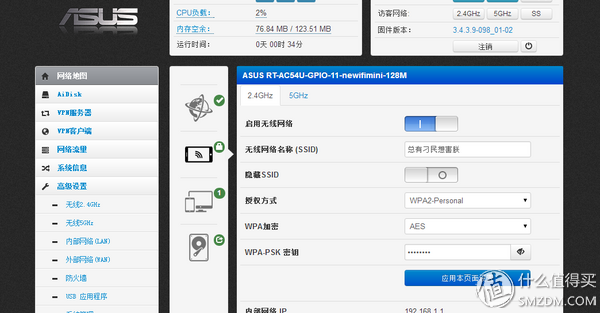 ASUS
CPU负载: 2%
内存空余: 76.84 MB / 123.51 MB
运行时间: 0天 00 时 34分
访客网络: 2.4GHz 5GHz SS
固件版本: 3.4.3.9-098_01-02
注销
网络地图
AiDisk
VPN服务器
VPN客户端
网络流量
系统信息
高级设置
无线2.4GHz
无线5GHz
内部网络(LAN)
外部网络(WAN)
防火墙
USB 应用程序
1
ASUS RT-AC54U-GPIO-11-newifimini-128M
2.4GHz 5GHz
启用无线网络
无线网络名称 (SSID) 总有刁民想害朕
隐藏SSID
授权方式 WPA2-Personal
WPA加密 AES
WPA-PSK 密钥 ********
应用本页面
内部网络 IP 192.168.1.1
值 什么值得买
SMZDM.COM